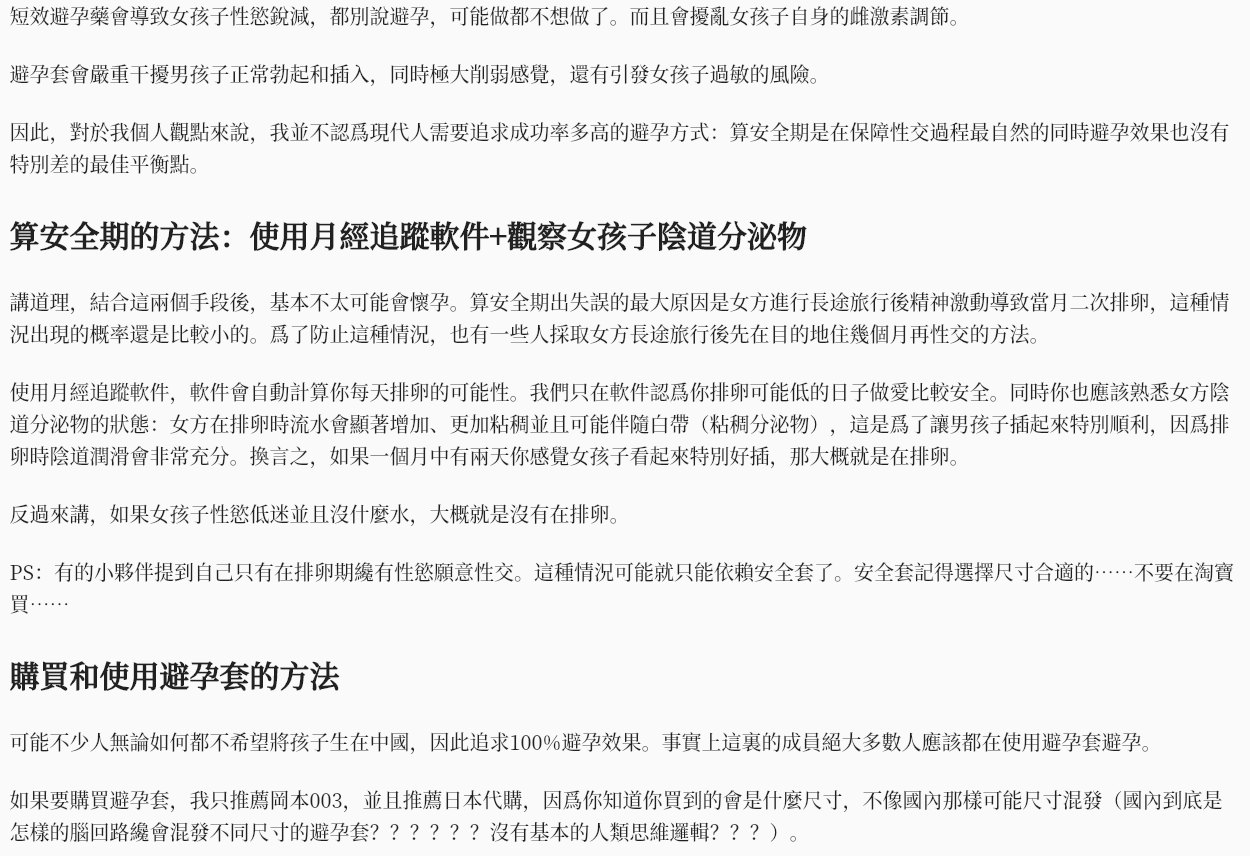 短效避孕藥會導致女孩子性慾銳減，都別說避孕，可能做都不想做了。而且會擾亂女孩子自身的雌激素調節。
避孕套會嚴重干擾男孩子正常勃起和插入，同時極大削弱感覺，還有引發女孩子過敏的風險。
因此，對於我個人觀點來說，我並不認爲現代人需要追求成功率多高的避孕方式：算安全期是在保障性交過程最自然的同時避孕效果也沒有
特別差的最佳平衡點。
算安全期的方法：使用月經追蹤軟件+觀察女孩子陰道分泌物
講道理，結合這兩個手段後，基本不太可能會懷孕。算安全期出失誤的最大原因是女方進行長途旅行後精神激動導致當月二次排卵，這種情
況出現的概率還是比較小的。爲了防止這種情況，也有一些人採取女方長途旅行後先在目的地住幾個月再性交的方法。
使用月經追蹤軟件，軟件會自動計算你每天排卵的可能性。我們只在軟件認爲你排卵可能低的日子做愛比較安全。同時你也應該熟悉女方陰
道分泌物的狀態：女方在排卵時流水會顯著增加、更加粘稠並且可能伴隨白帶（粘稠分泌物），這是爲了讓男孩子插起來特別順利，因爲排
卵時陰道潤滑會非常充分。換言之，如果一個月中有兩天你感覺女孩子看起來特別好插，那大概就是在排卵。
反過來講，如果女孩子性慾低迷並且沒什麼水，大概就是沒有在排卵。
PS：有的小夥伴提到自己只有在排卵期纔有性慾願意性交。這種情況可能就只能依賴安全套了。安全套記得選擇尺寸合適的……不要在淘寶
買……
購買和使用避孕套的方法
可能不少人無論如何都不希望將孩子生在中國，因此追求100%避孕效果。事實上這裏的成員絕大多數人應該都在使用避孕套避孕。
如果要購買避孕套，我只推薦岡本003，並且推薦日本代購，因爲你知道你買到的會是什麼尺寸，不像國內那樣可能尺寸混發（國內到底是
怎樣的腦回路纔會混發不同尺寸的避孕套？？？？？？沒有基本的人類思維邏輯？？？）。